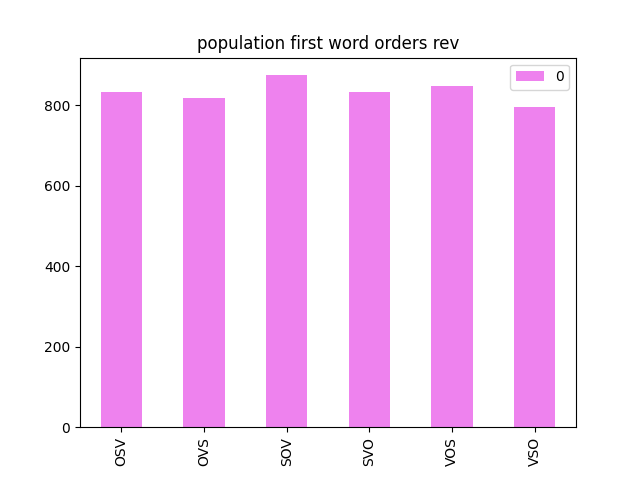 population first word orders rev
0
800
600
400
200
0
OSV
OVS
SOV
SVO
VOS
VSO